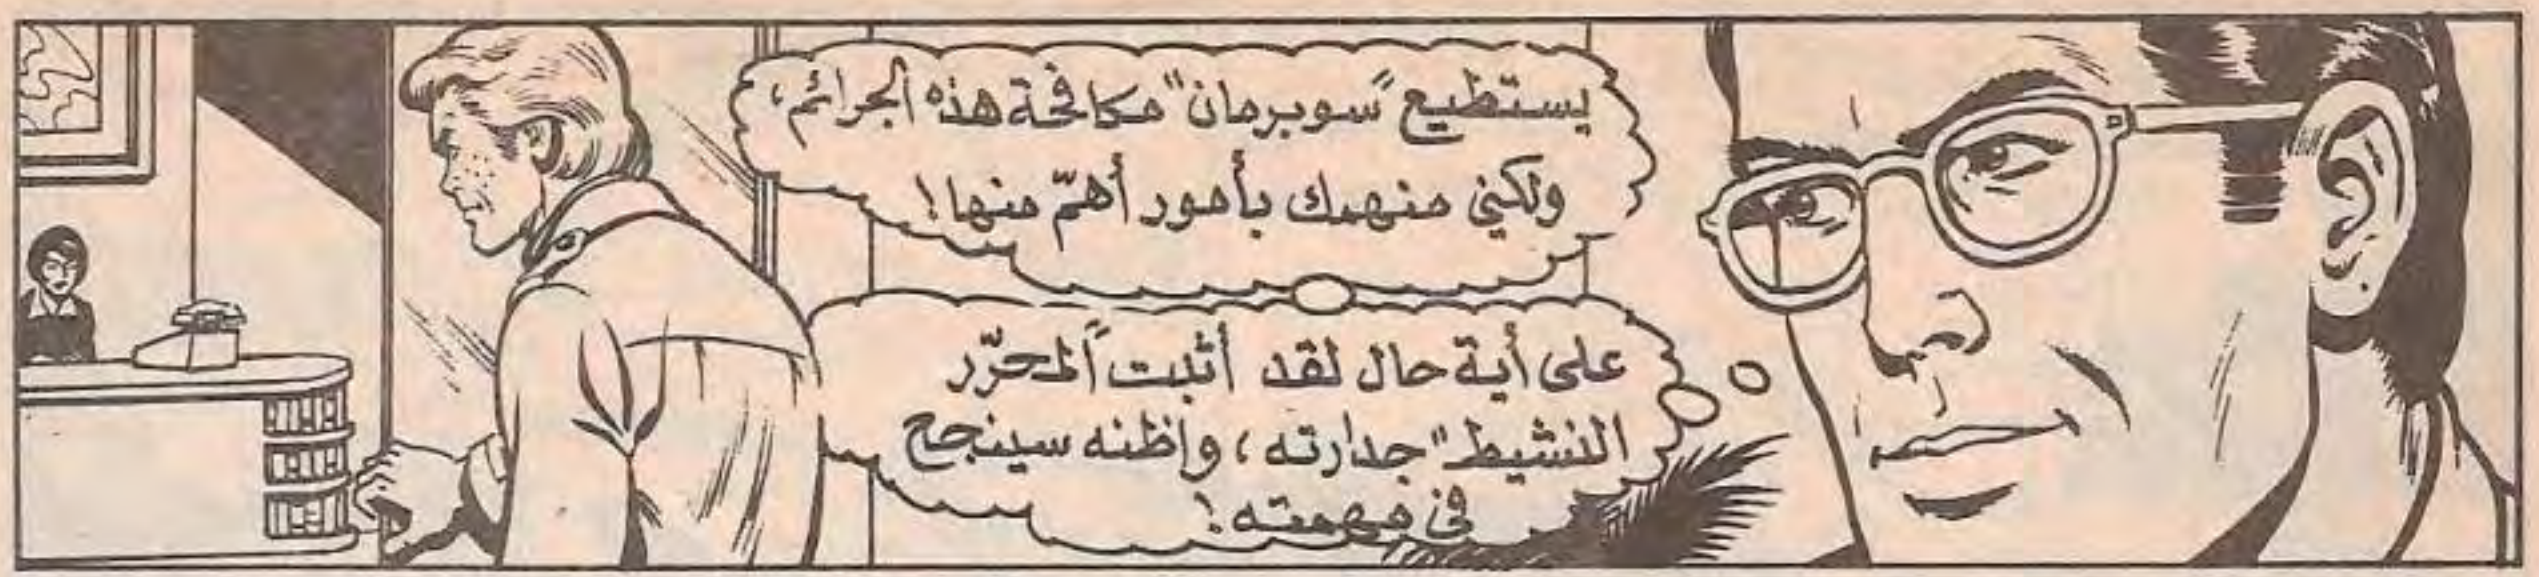 يستطيع "سوبرمان" مكافحة هذه الجرائم،
ولكني منهمك بأمور أهمّ منها!
على أية حال لقد أثبت "المحرّر
النشيط" جدارته، واظنه سينجح
في مهمته!